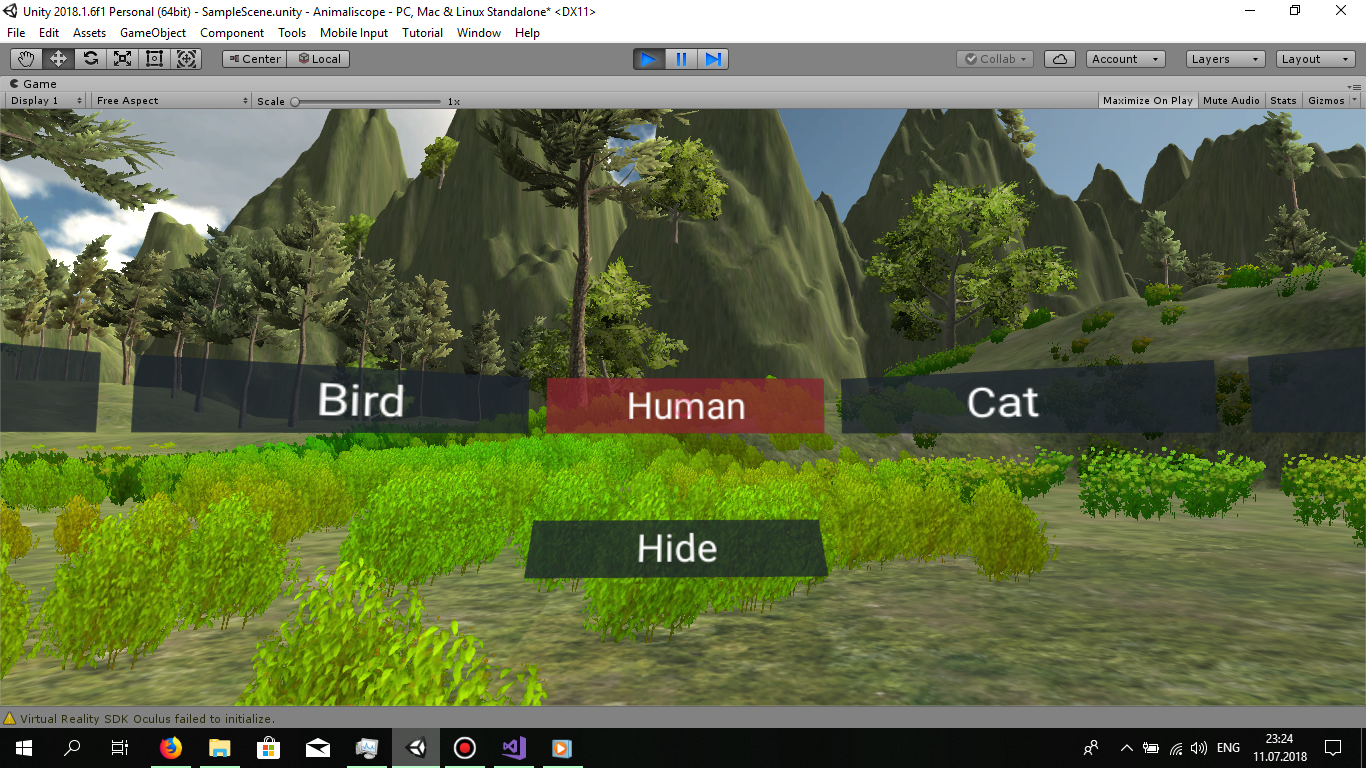 Unity 2018.1.6f1 Personal (64bit) - SampleScene.unity - Animaliscope - PC, Mac & Linux Standalone* <DX11>
File Edit Assets GameObject Component Tools Mobile Input Tutorial Window Help
Center Local Collab Account Layers Layout
Game
Display 1 Free Aspect Scale 1x Maximize On Play Mute Audio Stats Gizmos
Bird Human Cat
Hide
Virtual Reality SDK Oculus failed to initialize.
ENG
23:24
11.07.2018